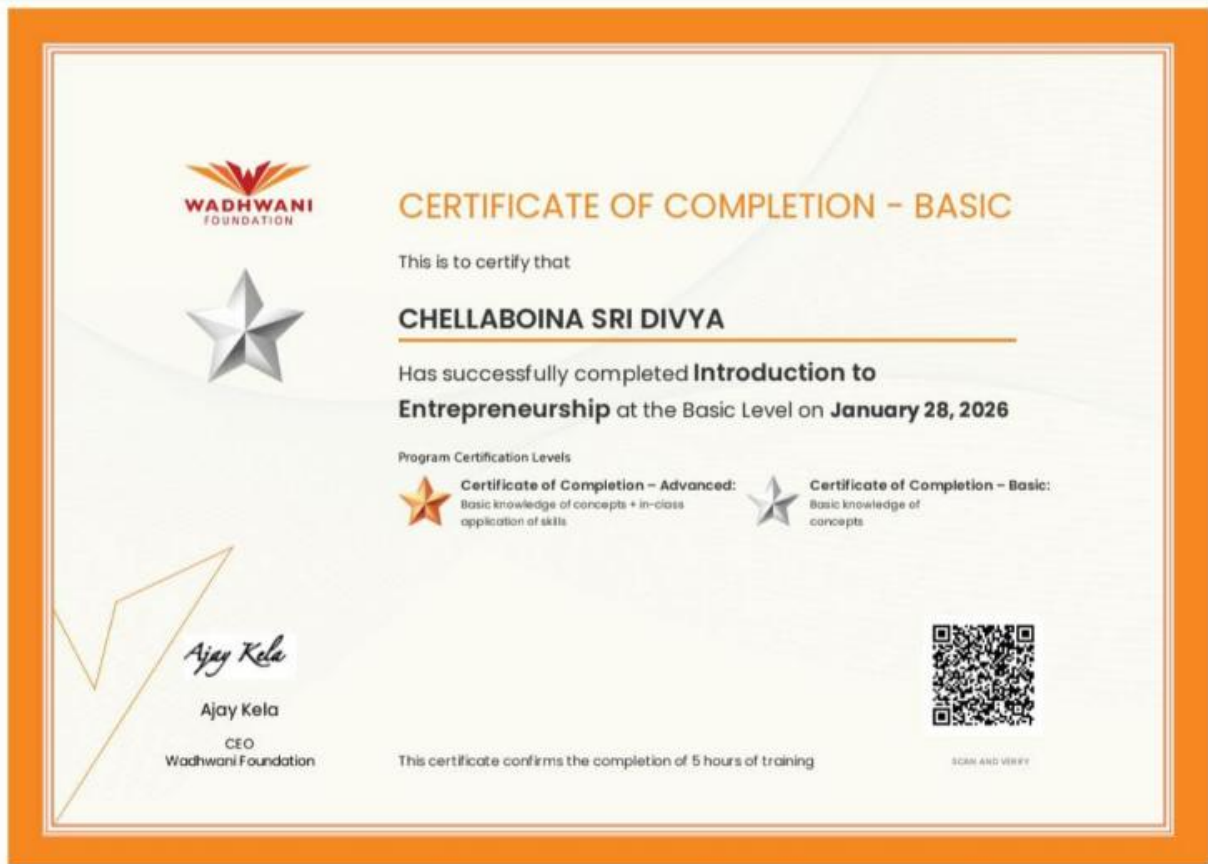 WADHWANI
FOUNDATION
CERTIFICATE OF COMPLETION - BASIC
This is to certify that
CHELLABOINA SRI DIVYA
Has successfully completed Introduction to
Entrepreneurship at the Basic Level on January 28, 2026
Program Certification Levels
Certificate of Completion – Advanced:
Basic knowledge of concepts + in-class
application of skills
Certificate of Completion – Basic:
Basic knowledge of
concepts
Ajay Kela
Ajay Kela
CEO
Wadhwani Foundation
This certificate confirms the completion of 5 hours of training
SCAN AND VERIFY